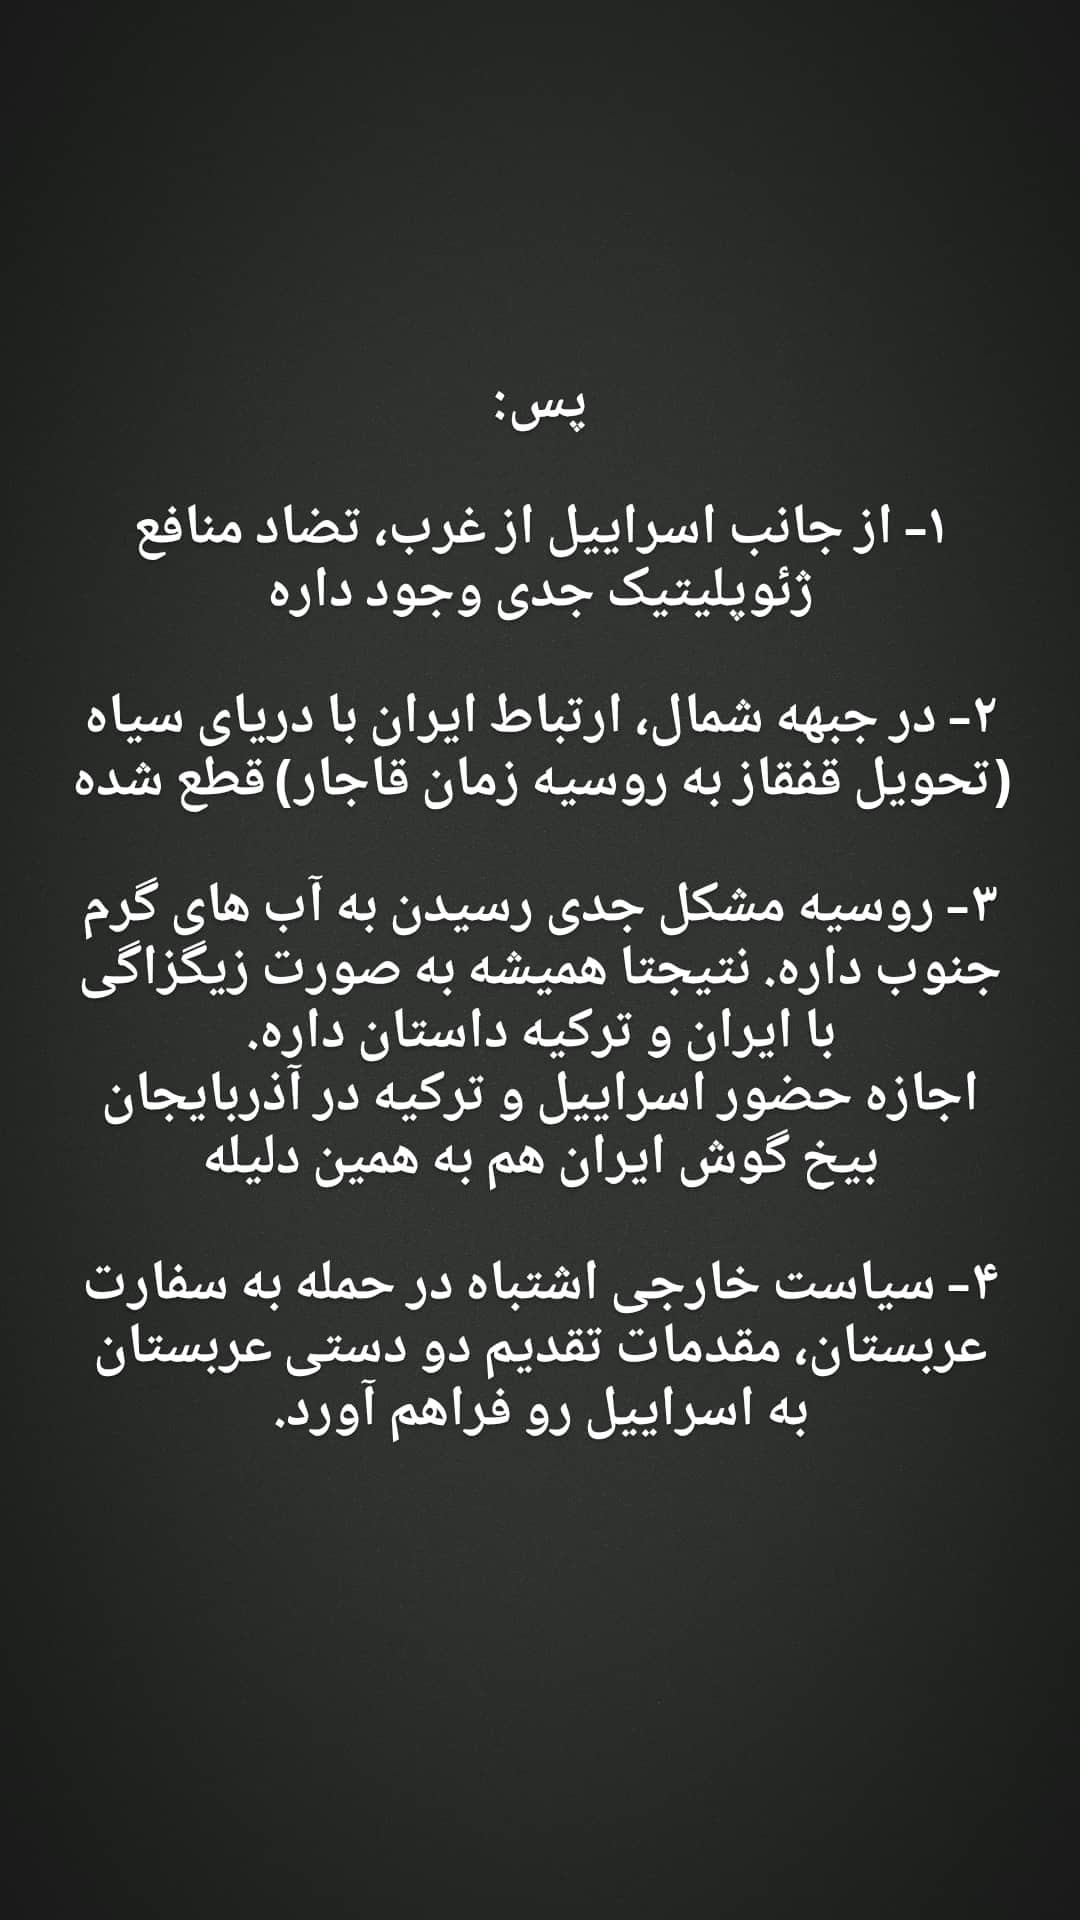 پس:
۱- از جانب اسراییل از غرب، تضاد منافع
ژئوپلیتیک جدی وجود داره
۲- در جبهه شمال، ارتباط ایران با دریای سیاه
(تحویل قفقاز به روسیه زمان قاجار) قطع شده
۳- روسیه مشکل جدی رسیدن به آب های گرم
جنوب داره. نتیجتا همیشه به صورت زیگزاگی
با ایران و ترکیه داستان داره.
اجازه حضور اسراییل و ترکیه در آذربایجان
بیخ گوش ایران هم به همین دلیله
۴- سیاست خارجی اشتباه در حمله به سفارت
عربستان، مقدمات تقدیم دو دستی عربستان
به اسراییل رو فراهم آورد.